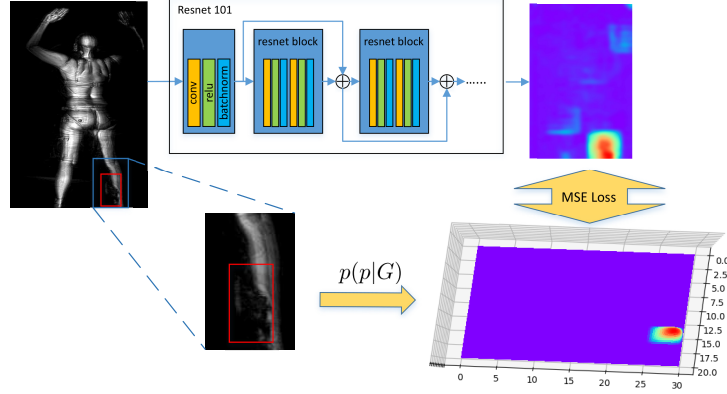 Resnet 101
conv
relu
batchnorm
resnet block
resnet block
......
MSE Loss
p(p|G)
0.0
2.5
5.0
7.5
10.0
12.5
15.0
17.5
20.0
0
5
10
15
20
25
30